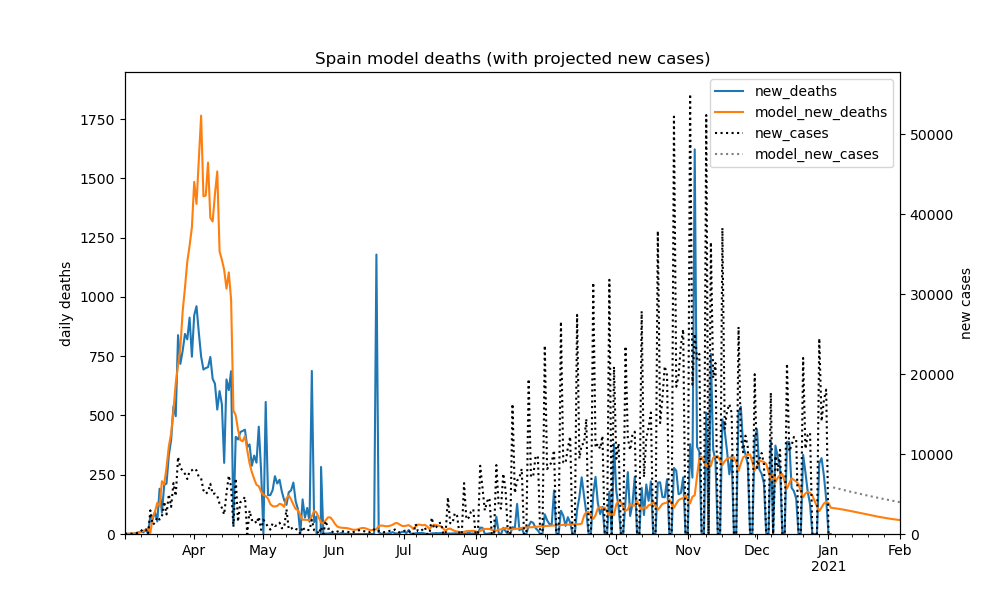 Spain model deaths (with projected new cases)
new_deaths
model_new_deaths
new_cases
model_new_cases
daily deaths
1750
1500
1250
1000
750
500
250
0
new cases
50000
40000
30000
20000
10000
0
Apr
May
Jun
Jul
Aug
Sep
Oct
Nov
Dec
Jan
2021
Feb